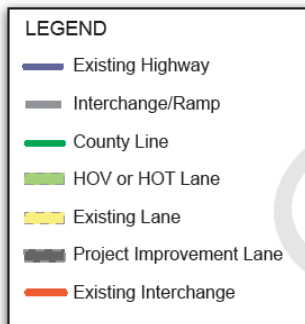 LEGEND
Existing Highway
Interchange/Ramp
County Line
HOV or HOT Lane
Existing Lane
Project Improvement Lane
Existing Interchange